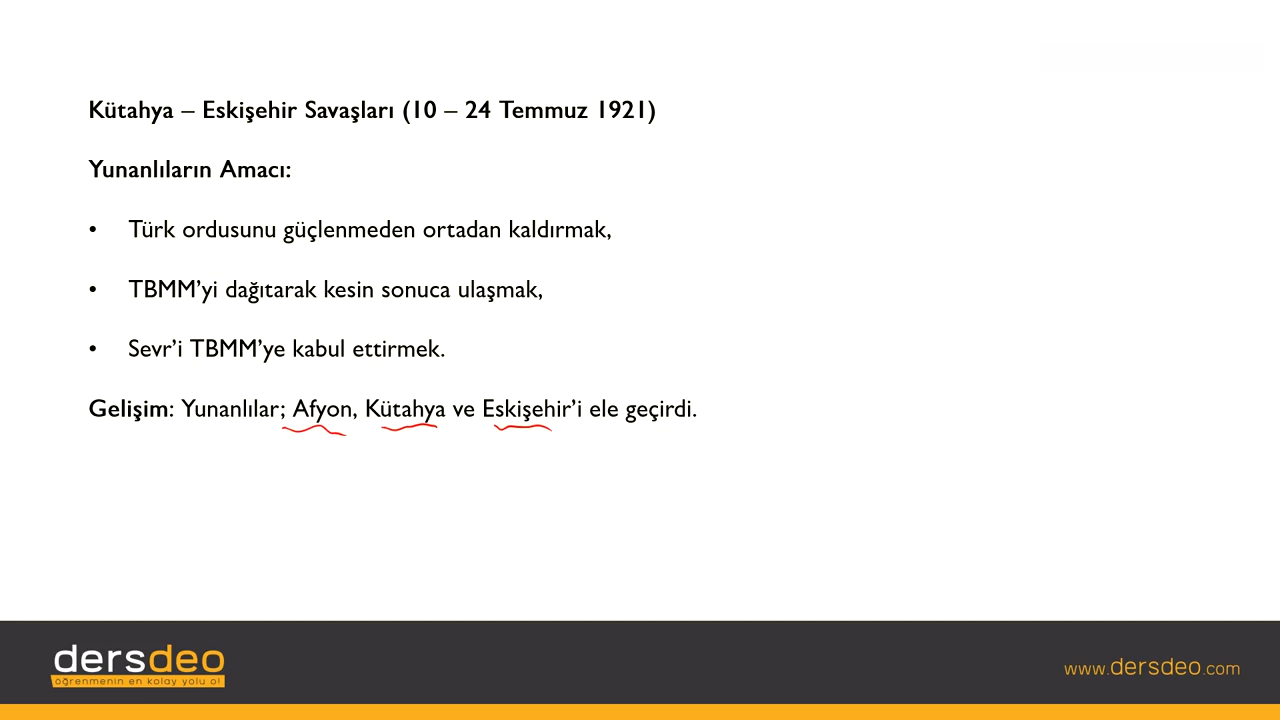 Kütahya – Eskişehir Savaşları (10 – 24 Temmuz 1921)
Yunanlıların Amacı:
• Türk ordusunu güçlenmeden ortadan kaldırmak,
• TBMM’yi dağıtarak kesin sonuca ulaşmak,
• Sevr’i TBMM’ye kabul ettirmek.
Gelişim: Yunanlılar; Afyon, Kütahya ve Eskişehir’i ele geçirdi.
dersdeo
öğrenmenin en kolay yolu o!
www.dersdeo.com